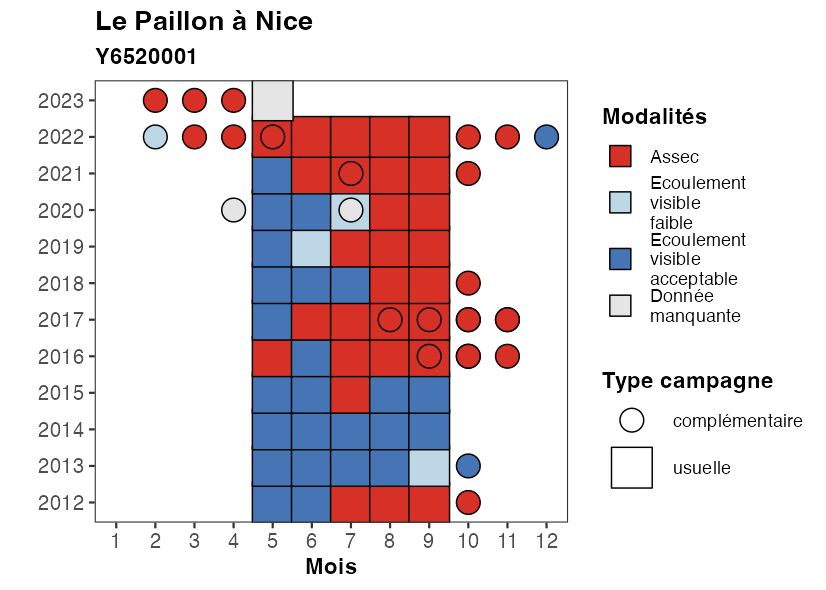 Le Paillon à Nice
Y6520001
2023
2022
2021
2020
2019
2018
2017
2016
2015
2014
2013
2012
1 2 3 4 5 6 7 8 9 10 11 12
Mois
Modalités
Assec
Ecoulement
visible
faible
Ecoulement
visible
acceptable
Donnée
manquante
Type campagne
complémentaire
usuelle